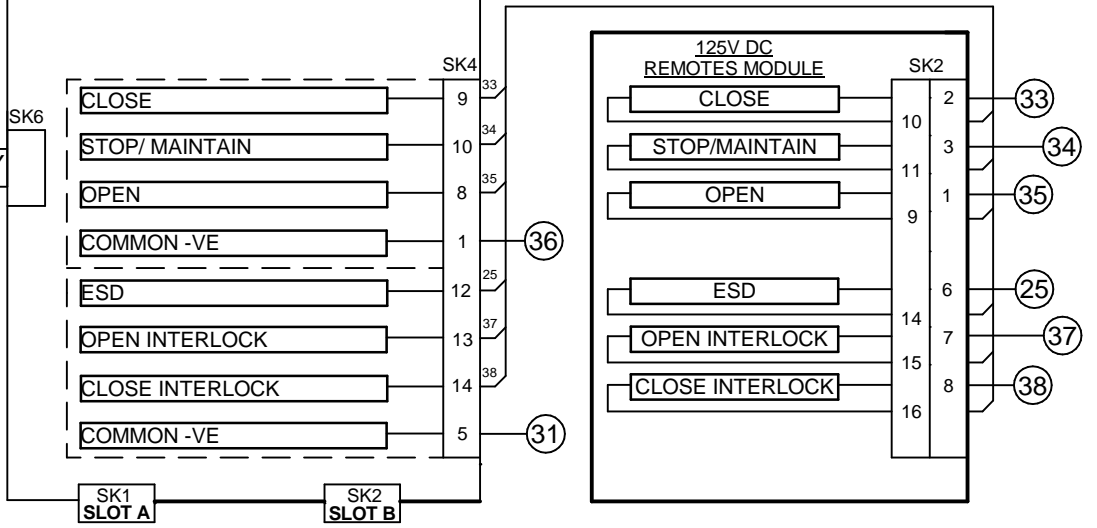 SK6
Y
SK4
CLOSE 9 33
STOP/ MAINTAIN 10 34
OPEN 8 35
COMMON -VE 1 36
ESD 12 25
OPEN INTERLOCK 13 37
CLOSE INTERLOCK 14 38
COMMON -VE 5 31
SK1
SLOT A
SK2
SLOT B
125V DC
REMOTES MODULE
SK2
CLOSE 2 33
10
STOP/MAINTAIN 3 34
11
OPEN 1 35
9
ESD 6 25
14
OPEN INTERLOCK 7 37
15
CLOSE INTERLOCK 8 38
16